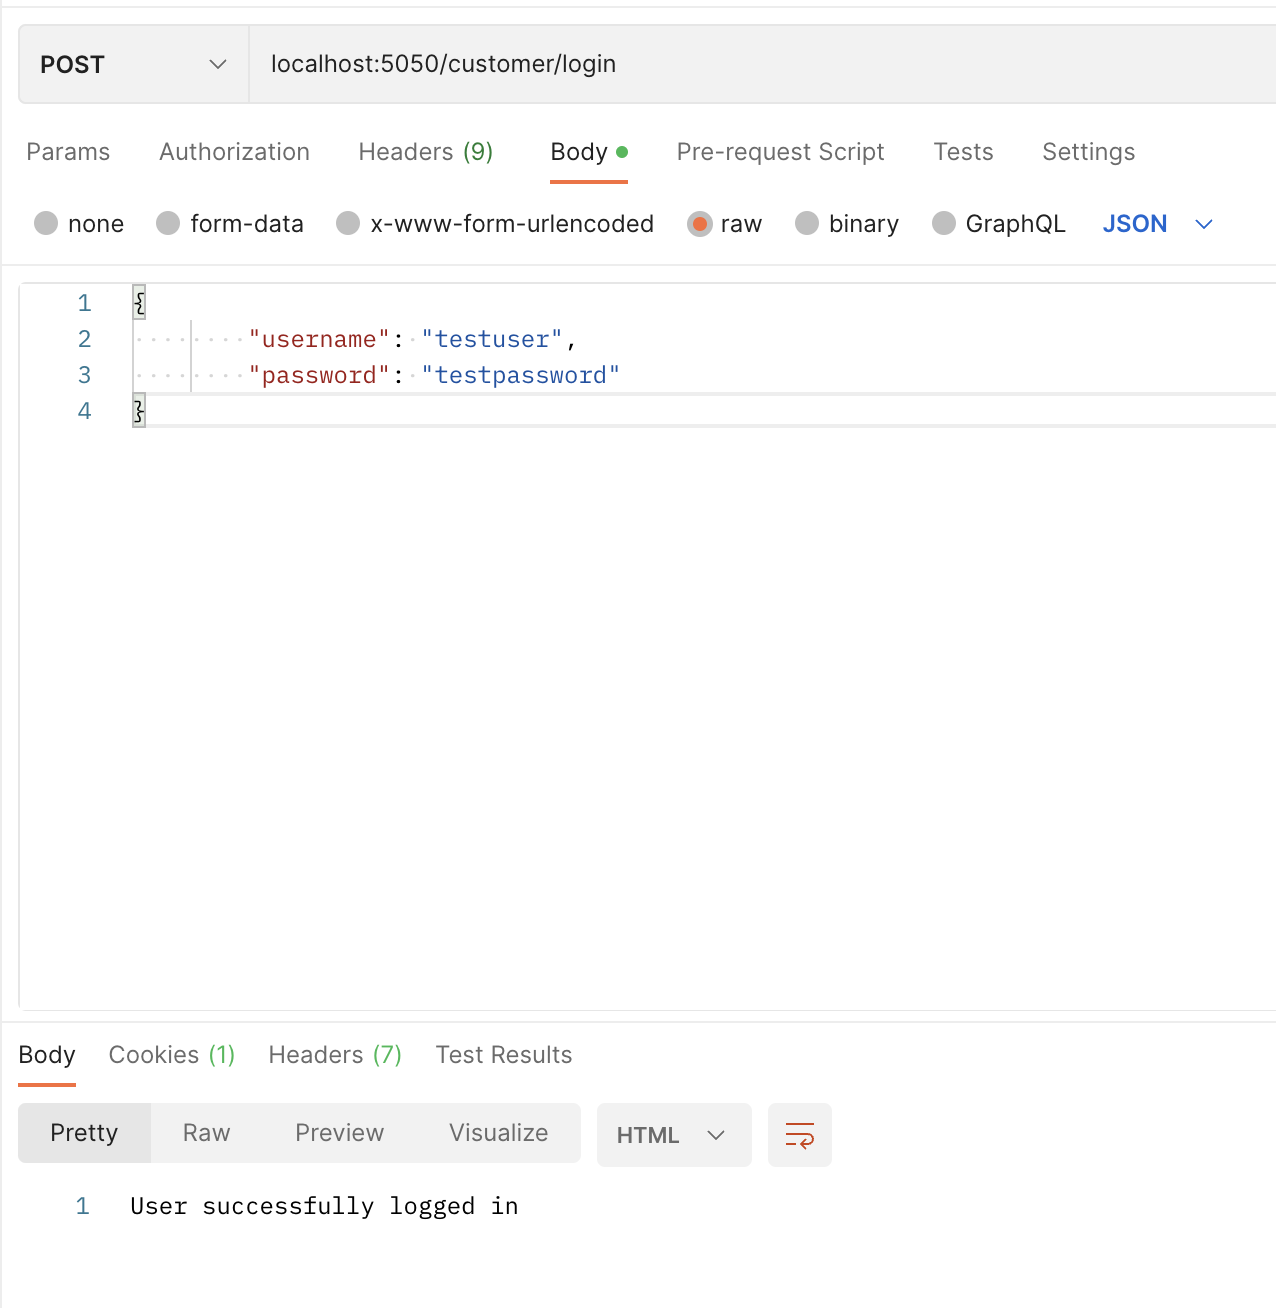 POST localhost:5050/customer/login
Params Authorization Headers (9) Body Pre-request Script Tests Settings
none form-data x-www-form-urlencoded raw binary GraphQL JSON
1 {
2 "username": "testuser",
3 "password": "testpassword"
4 }
Body Cookies (1) Headers (7) Test Results
Pretty Raw Preview Visualize HTML
1 User successfully logged in